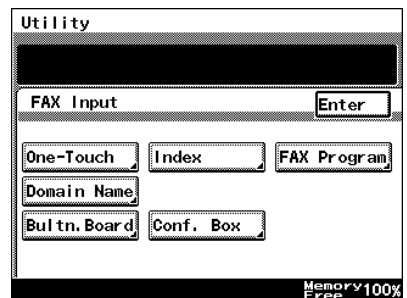 Utility
FAX Input
Enter
One-Touch Index FAX Program
Domain Name
Bultn.Board Conf. Box
Memory Free 100%